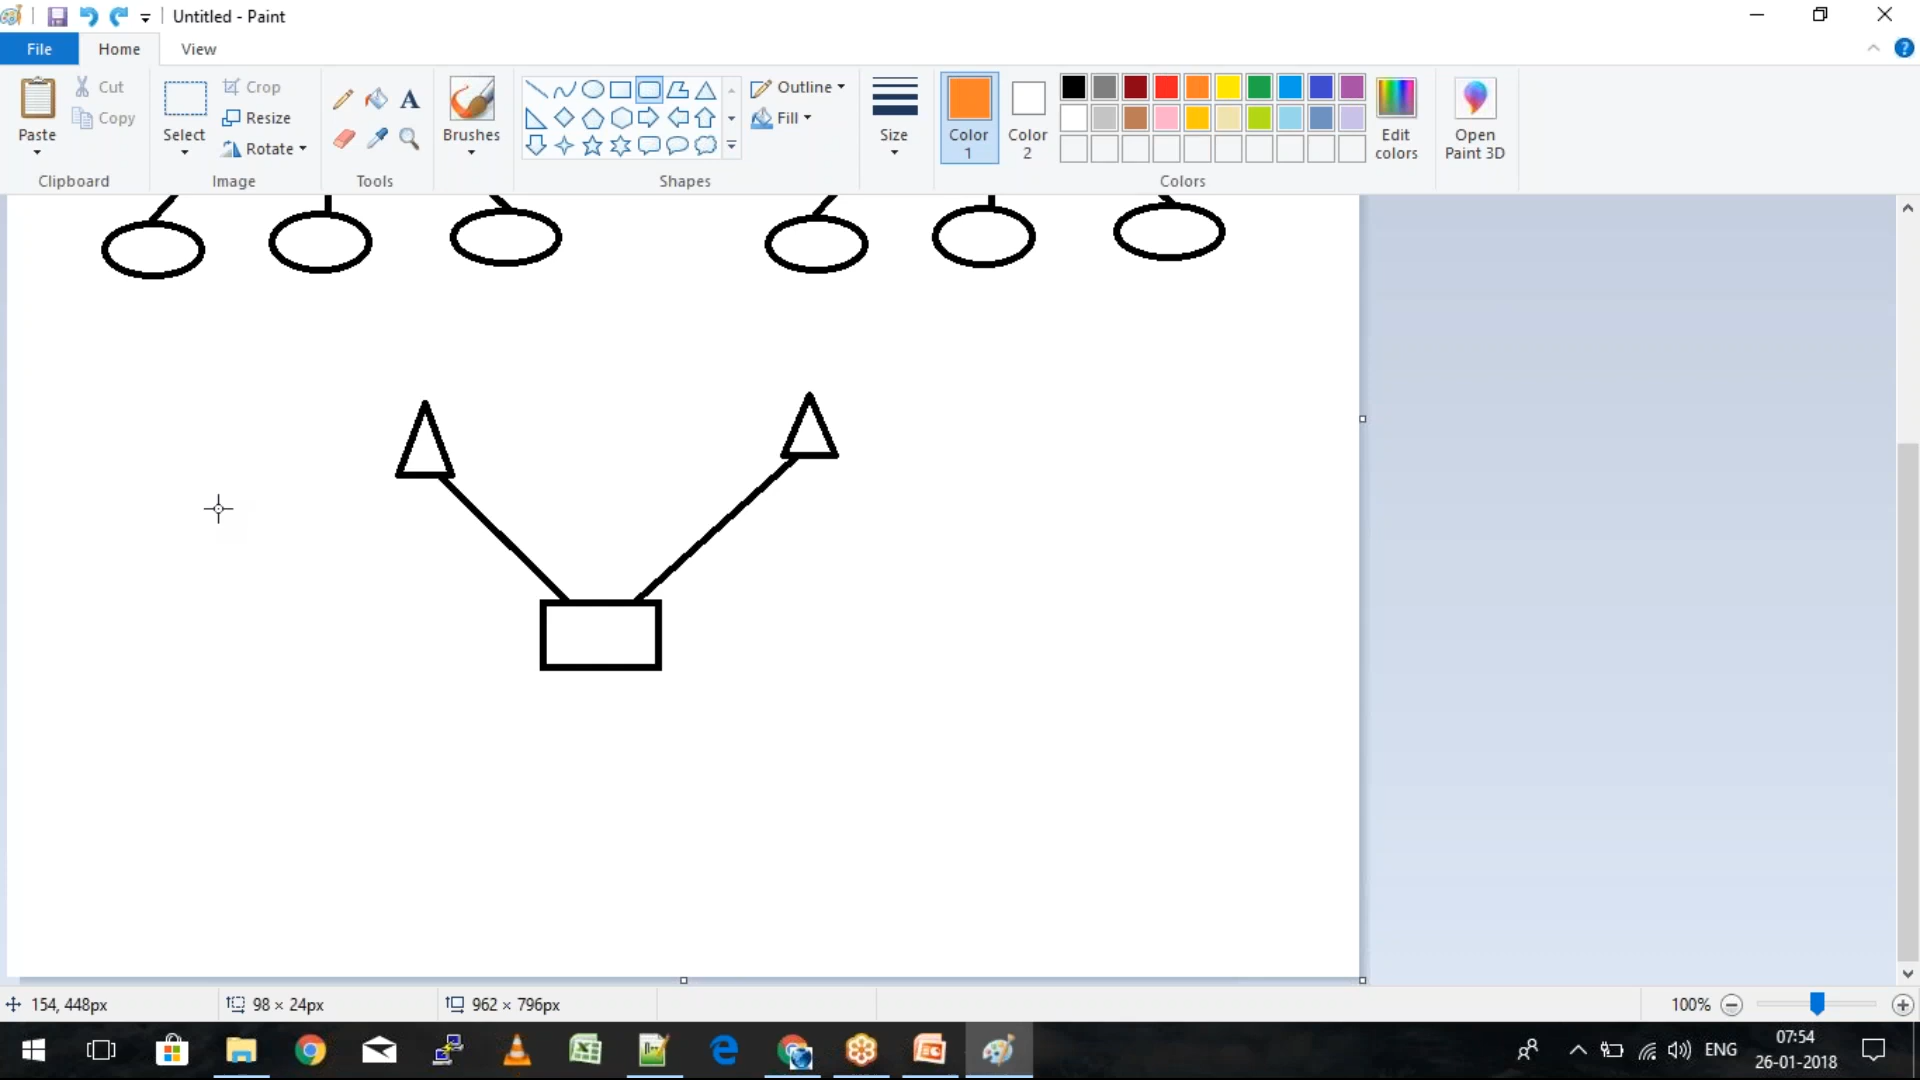 Untitled - Paint
File Home View
Paste
Cut
Copy
Clipboard
Select
Crop
Resize
Rotate
Image
Tools
Brushes
Shapes
Outline
Fill
Size
Color 1
Color 2
Colors
Edit colors
Open Paint 3D
154, 448px
98 × 24px
962 × 796px
100%
ENG
07:54
26-01-2018